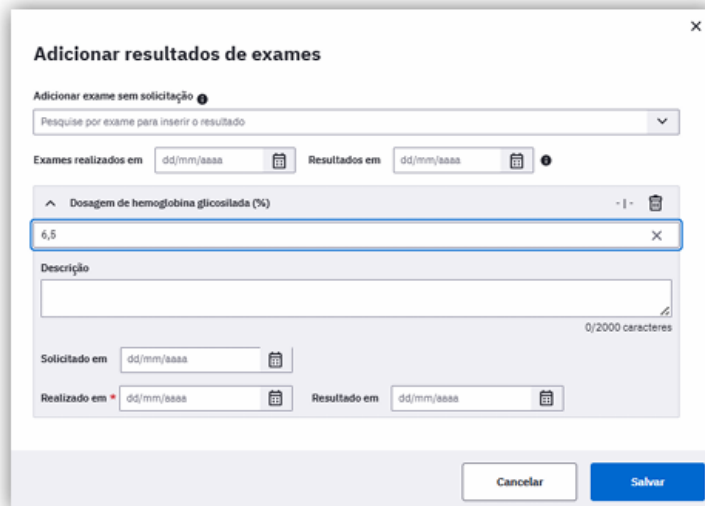 Adicionar resultados de exames
Adicionar exame sem solicitação
Pesquise por exame para inserir o resultado
Exames realizados em dd/mm/aaaa Resultados em dd/mm/aaaa
Dosagem de hemoglobina glicosilada (%) - | -
6,5
Descrição
0/2000 caracteres
Solicitado em dd/mm/aaaa
Realizado em * dd/mm/aaaa Resultado em dd/mm/aaaa
Cancelar Salvar